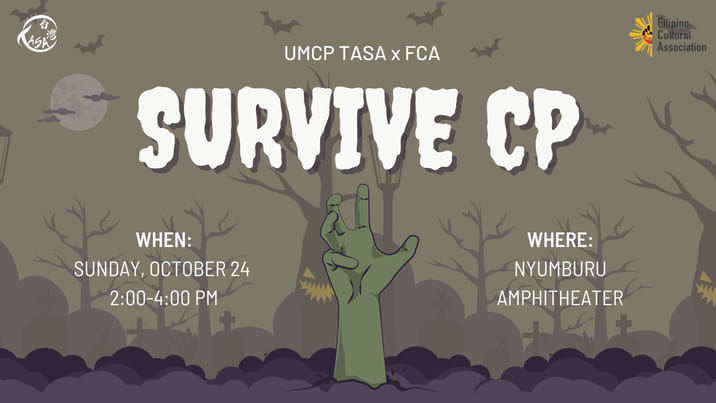 台灣
TASA
Filipino
Cultural
Association
UMCP TASA x FCA
SURVIVE CP
WHEN:
SUNDAY, OCTOBER 24
2:00-4:00 PM
WHERE:
NYUMBURU
AMPHITHEATER